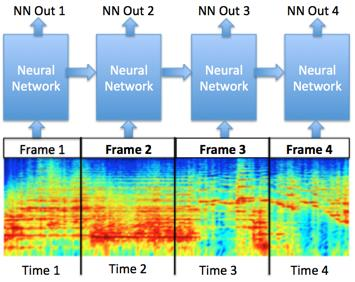 NN Out 1 NN Out 2 NN Out 3 NN Out 4
Neural Network Neural Network Neural Network Neural Network
Frame 1 Frame 2 Frame 3 Frame 4
Time 1 Time 2 Time 3 Time 4